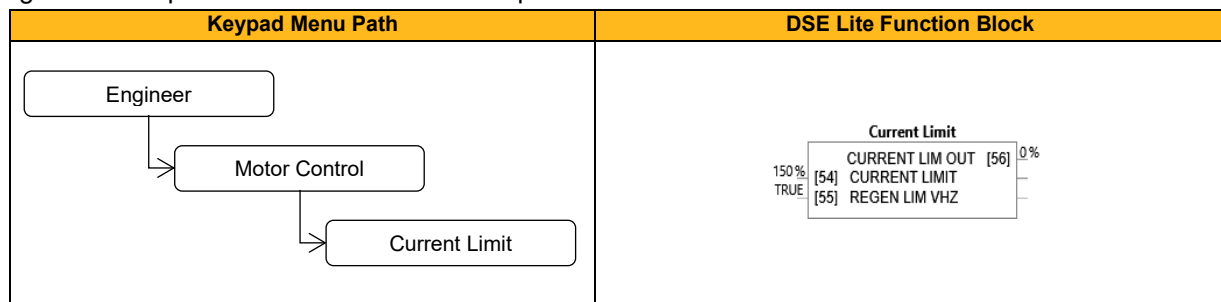 Keypad Menu Path
DSE Lite Function Block
Engineer
Motor Control
Current Limit
Current Limit
CURRENT LIM OUT [56] 0%
150% [54] CURRENT LIMIT
TRUE [55] REGEN LIM VHZ